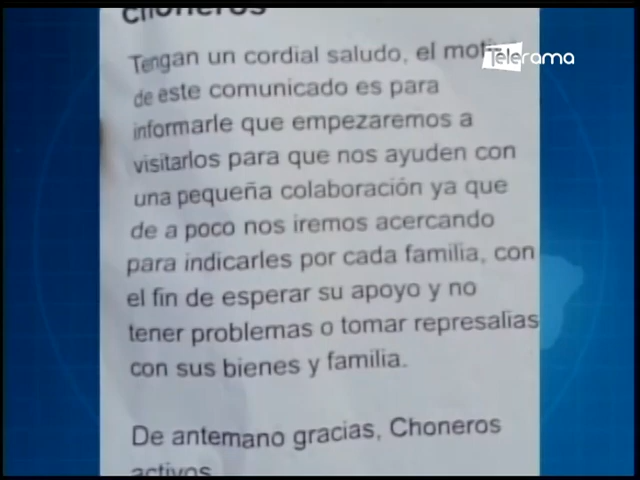 Choneros
Telerama
Tengan un cordial saludo, el motivo
de este comunicado es para
informarle que empezaremos a
visitarlos para que nos ayuden con
una pequeña colaboración ya que
de a poco nos iremos acercando
para indicarles por cada familia, con
el fin de esperar su apoyo y no
tener problemas o tomar represalias
con sus bienes y familia.
De antemano gracias, Choneros
activos